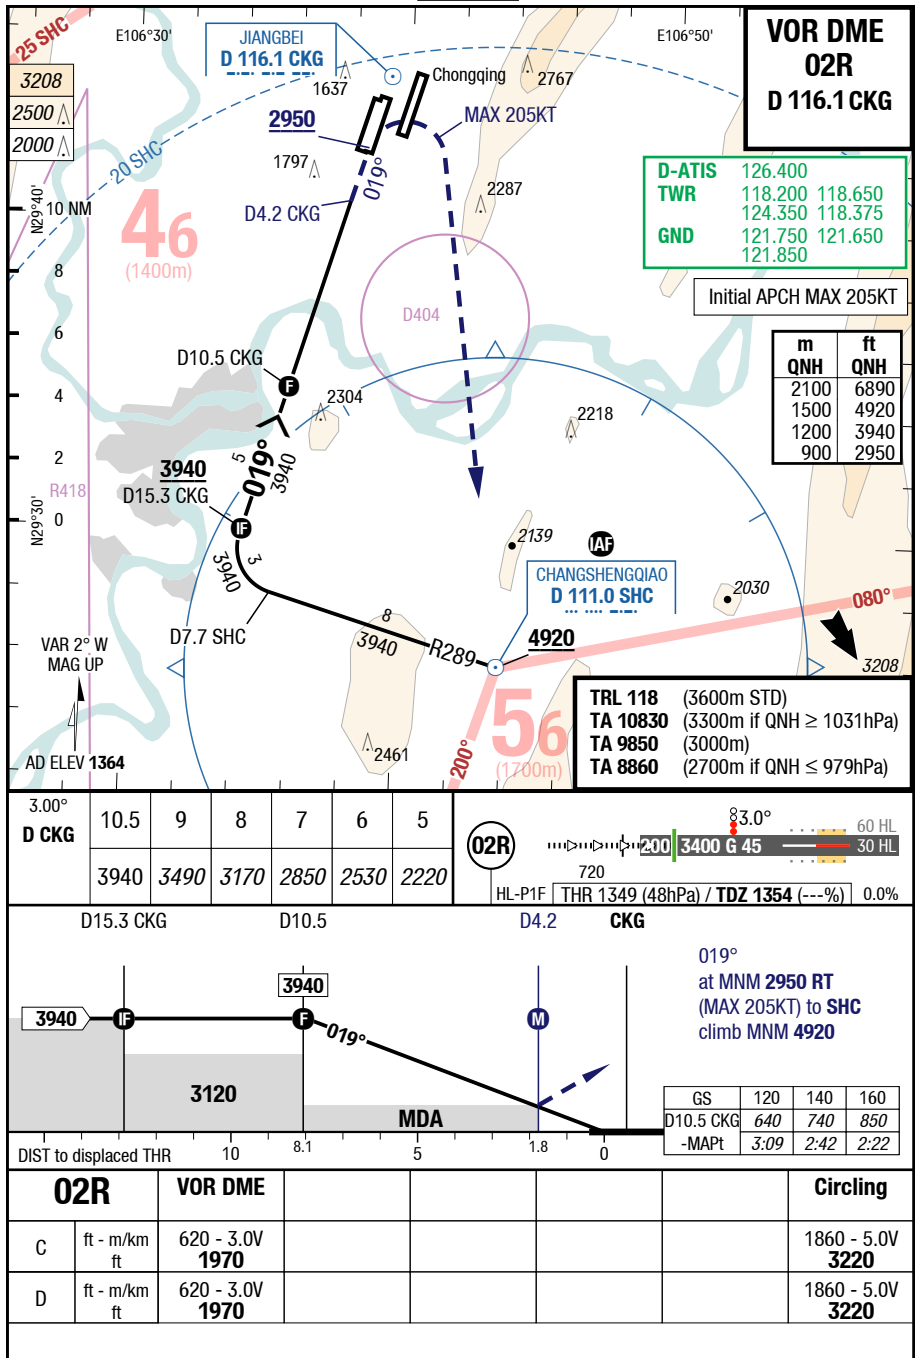 VOR DME
02R
D 116.1 CKG
25 SHC
E106°30'
E106°50'
JIANGBEI
D 116.1 CKG
Chongqing
2767
1637
3208
2500
2000
2950
MAX 205KT
20 SHC
1797
019°
2287
D4.2 CKG
N29°40'
10 NM
46
(1400m)
D-ATIS 126.400
TWR 118.200 118.650
124.350 118.375
GND 121.750 121.650
121.850
Initial APCH MAX 205KT
8
D404
6
m ft
QNH QNH
2100 6890
1500 4920
1200 3940
900 2950
D10.5 CKG
F
4
2304
2218
2
R418
5
019°
3940
3940
D15.3 CKG
N29°30'
0
IF
2139
IAF
3940
3
CHANGSHENGQIAO
D 111.0 SHC
2030
080°
D7.7 SHC
8
3940
R289
4920
3208
VAR 2° W
MAG UP
56
(1700m)
200°
2461
AD ELEV 1364
TRL 118 (3600m STD)
TA 10830 (3300m if QNH ≥ 1031hPa)
TA 9850 (3000m)
TA 8860 (2700m if QNH ≤ 979hPa)
3.00°
D CKG
10.5 9 8 7 6 5
3940 3490 3170 2850 2530 2220
02R
3.0°
60 HL
200 3400 G 45
30 HL
720
HL-P1F THR 1349 (48hPa) / TDZ 1354 (---%) 0.0%
D15.3 CKG D10.5 D4.2 CKG
019°
at MNM 2950 RT
(MAX 205KT) to SHC
climb MNM 4920
3940
3940 IF F M
019°
3120
MDA
GS 120 140 160
D10.5 CKG 640 740 850
-MAPt 3:09 2:42 2:22
DIST to displaced THR 10 8.1 5 1.8 0
02R VOR DME Circling
C ft - m/km 620 - 3.0V 1860 - 5.0V
ft 1970 3220
D ft - m/km 620 - 3.0V 1860 - 5.0V
ft 1970 3220